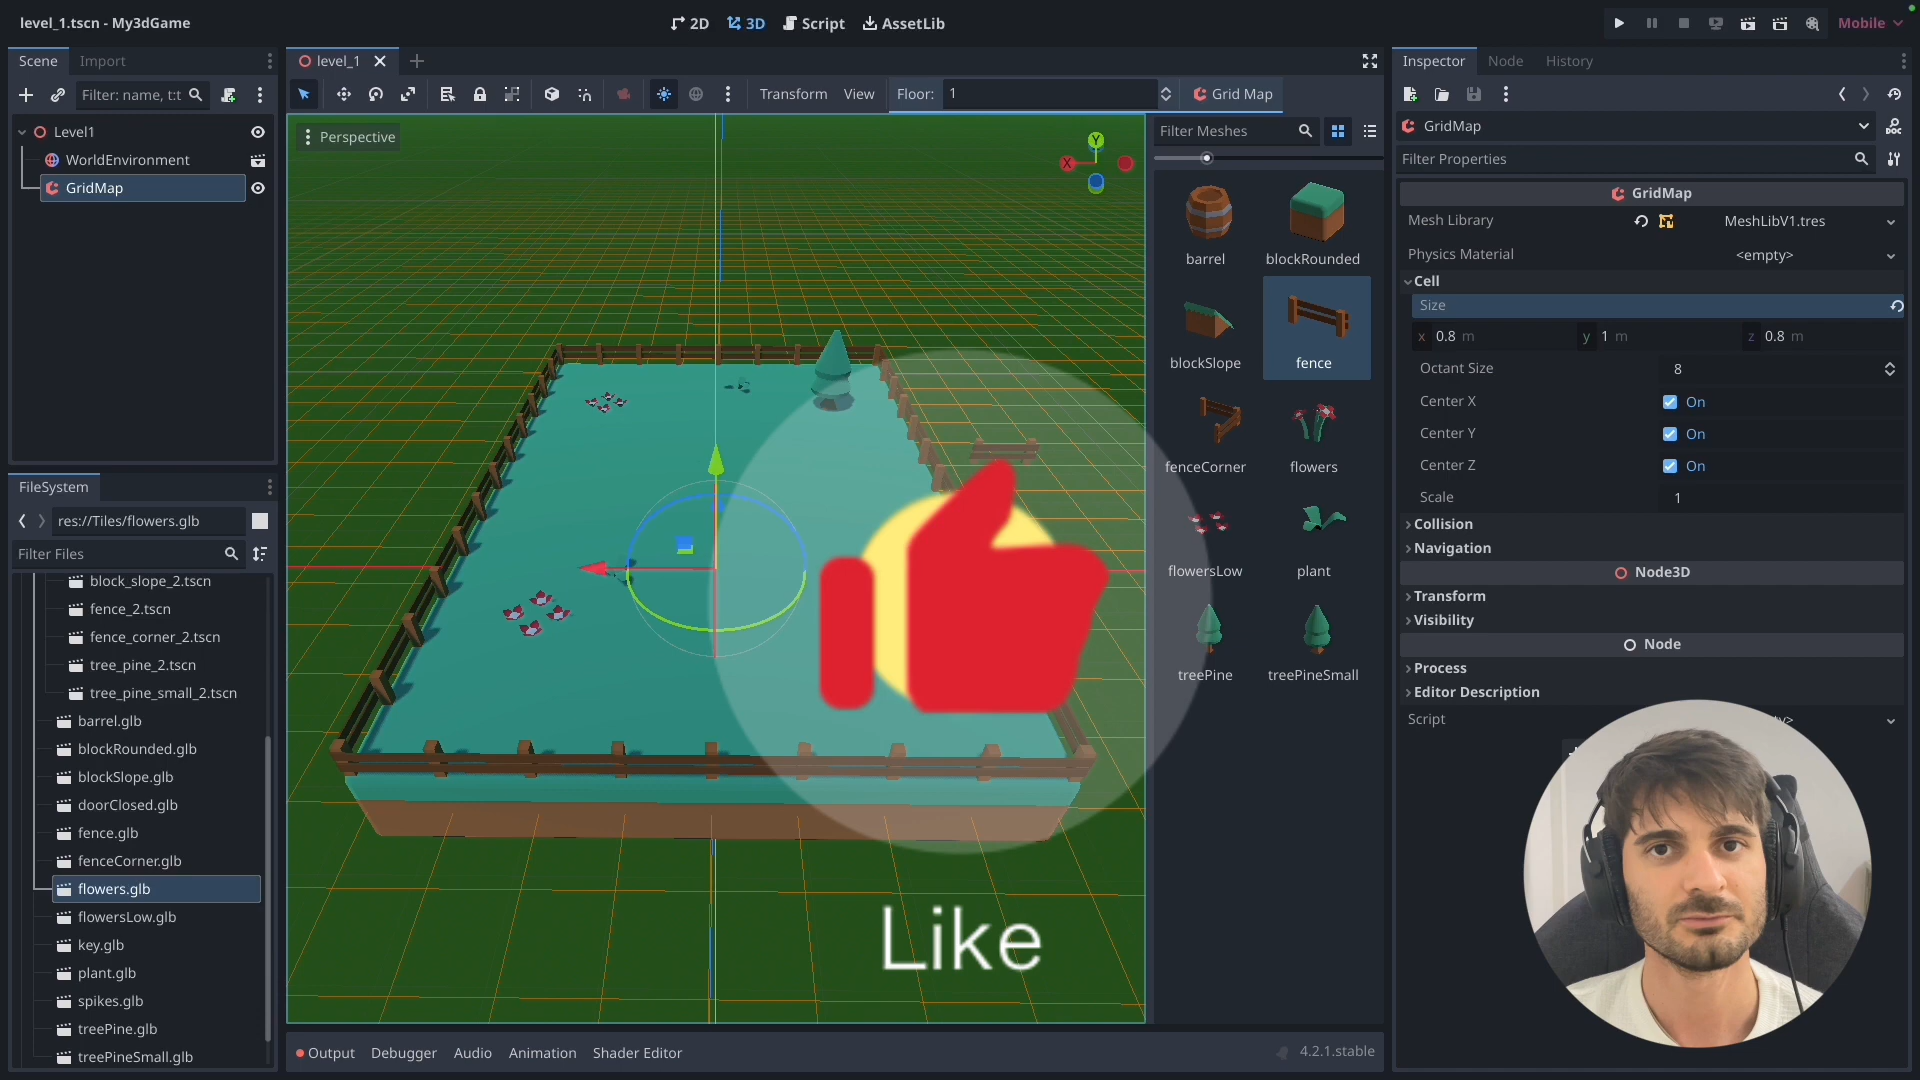 level_1.tscn - My3dGame
2D
3D
Script
AssetLib
Mobile
Scene
Import
Filter: name, t:t
Level1
WorldEnvironment
GridMap
FileSystem
res://Tiles/flowers.glb
Filter Files
block_slope_2.tscn
fence_2.tscn
fence_corner_2.tscn
tree_pine_2.tscn
tree_pine_small_2.tscn
barrel.glb
blockRounded.glb
blockSlope.glb
doorClosed.glb
fence.glb
fenceCorner.glb
flowers.glb
flowersLow.glb
key.glb
plant.glb
spikes.glb
treePine.glb
treePineSmall.glb
level_1
Transform
View
Floor:
1
Grid Map
Perspective
Y
X
Like
Filter Meshes
barrel
blockRounded
blockSlope
fence
fenceCorner
flowers
flowersLow
plant
treePine
treePineSmall
Output
Debugger
Audio
Animation
Shader Editor
4.2.1.stable
Inspector
Node
History
GridMap
DOC
Filter Properties
GridMap
Mesh Library
MeshLibV1.tres
Physics Material
<empty>
Cell
Size
x 0.8 m
y 1 m
z 0.8 m
Octant Size
8
Center X
On
Center Y
On
Center Z
On
Scale
1
Collision
Navigation
Node3D
Transform
Visibility
Node
Process
Editor Description
Script